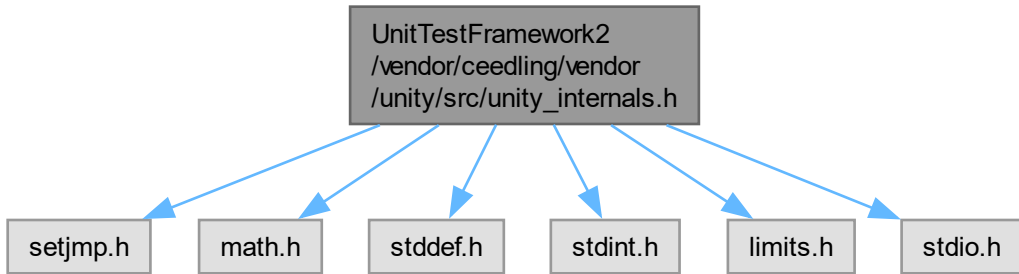 UnitTestFramework2
/vendor/ceedling/vendor
/unity/src/unity_internals.h
setjmp.h
math.h
stddef.h
stdint.h
limits.h
stdio.h